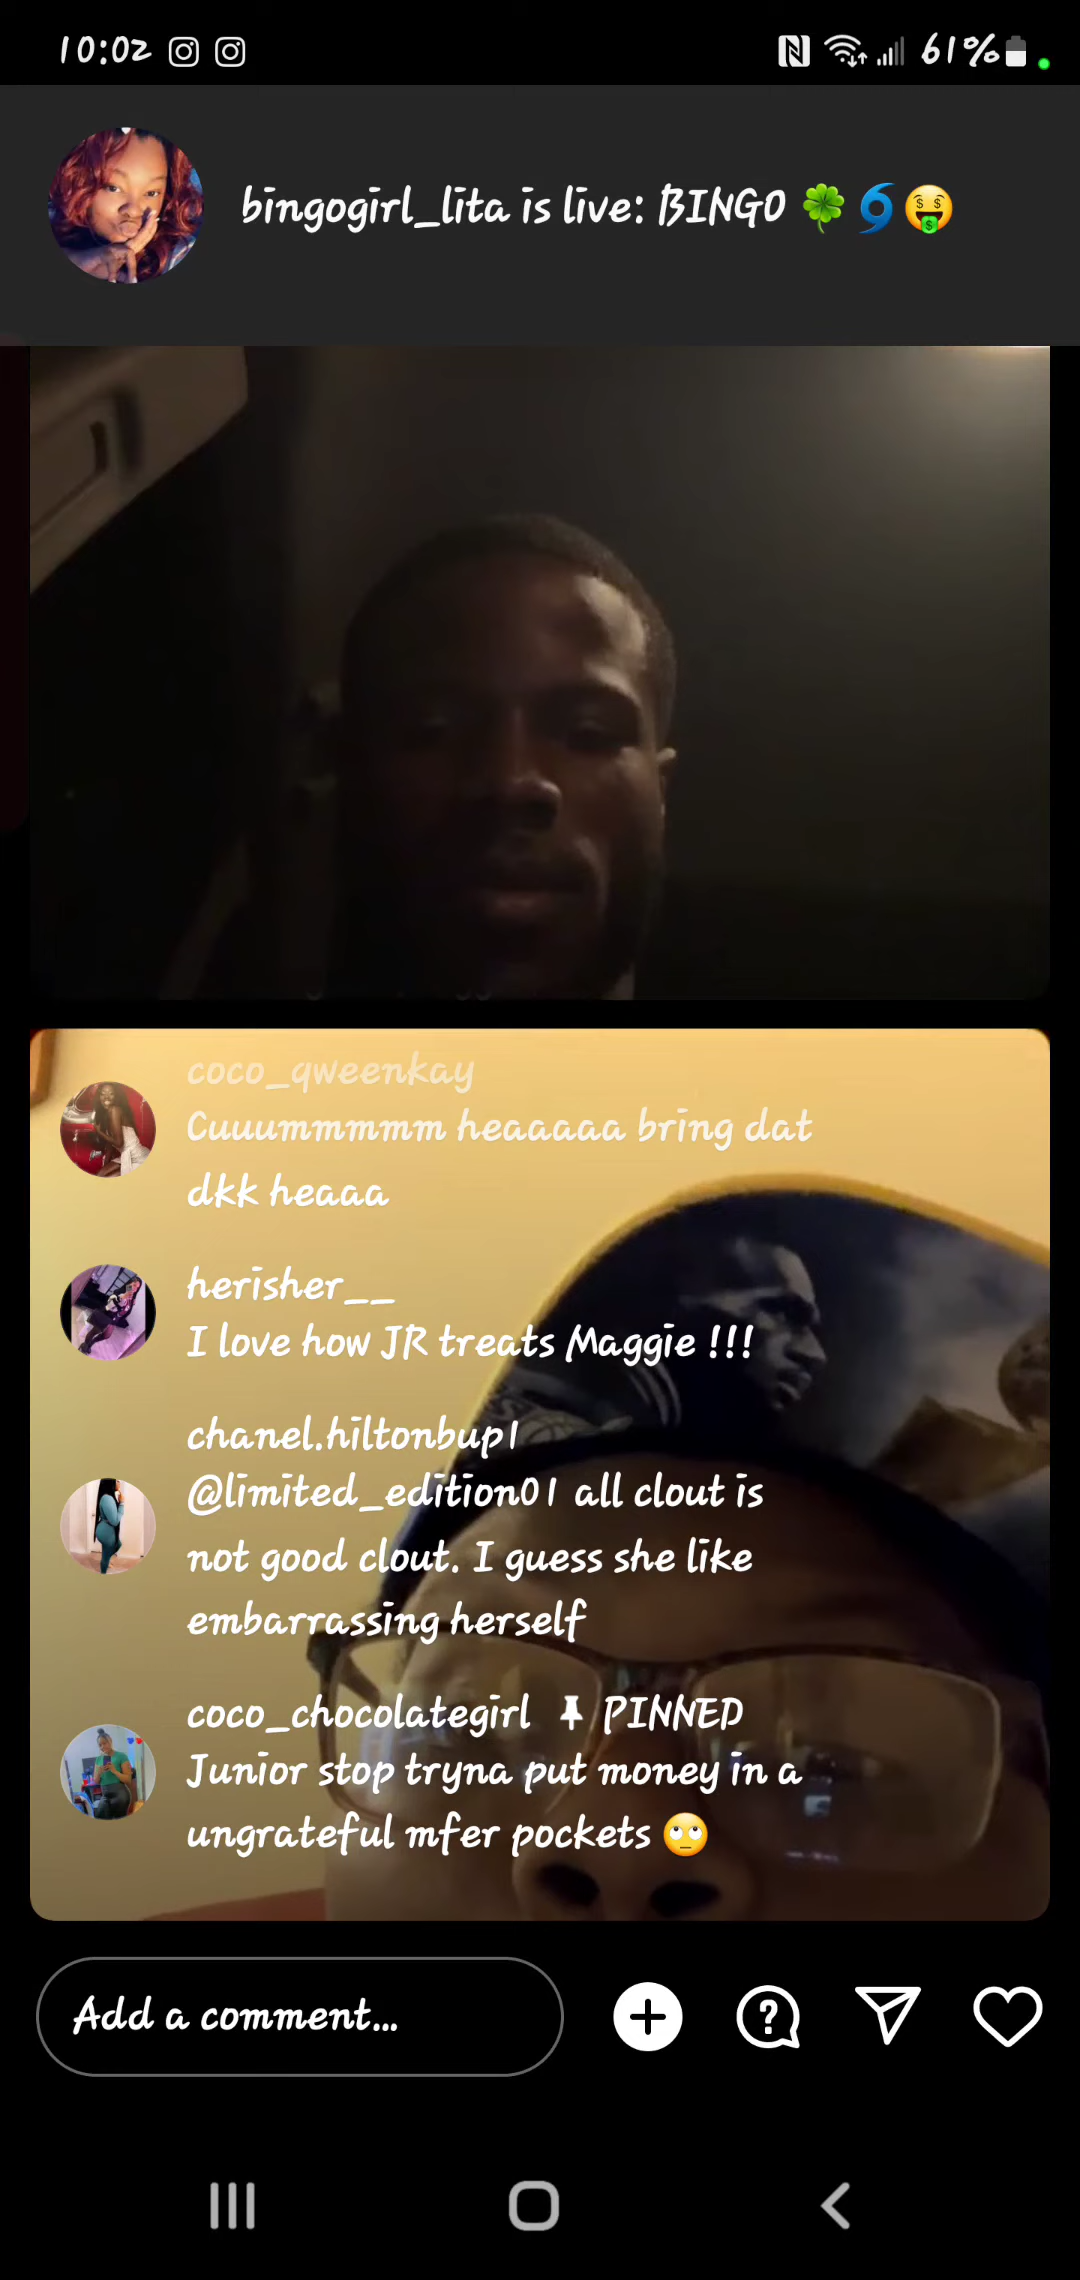 10:02 61%
bingogirl_lita is live: BINGO 🍀🌀🤑
coco_qweenkay
Cuuummmmm heaaaaa bring dat
dkk heaaa
herisher__
I love how JR treats Maggie !!!
chanel.hiltonbup1
@limited_edition01 all clout is
not good clout. I guess she like
embarrassing herself
coco_chocolategirl PINNED
Junior stop tryna put money in a
ungrateful mfer pockets 🙄
Add a comment...